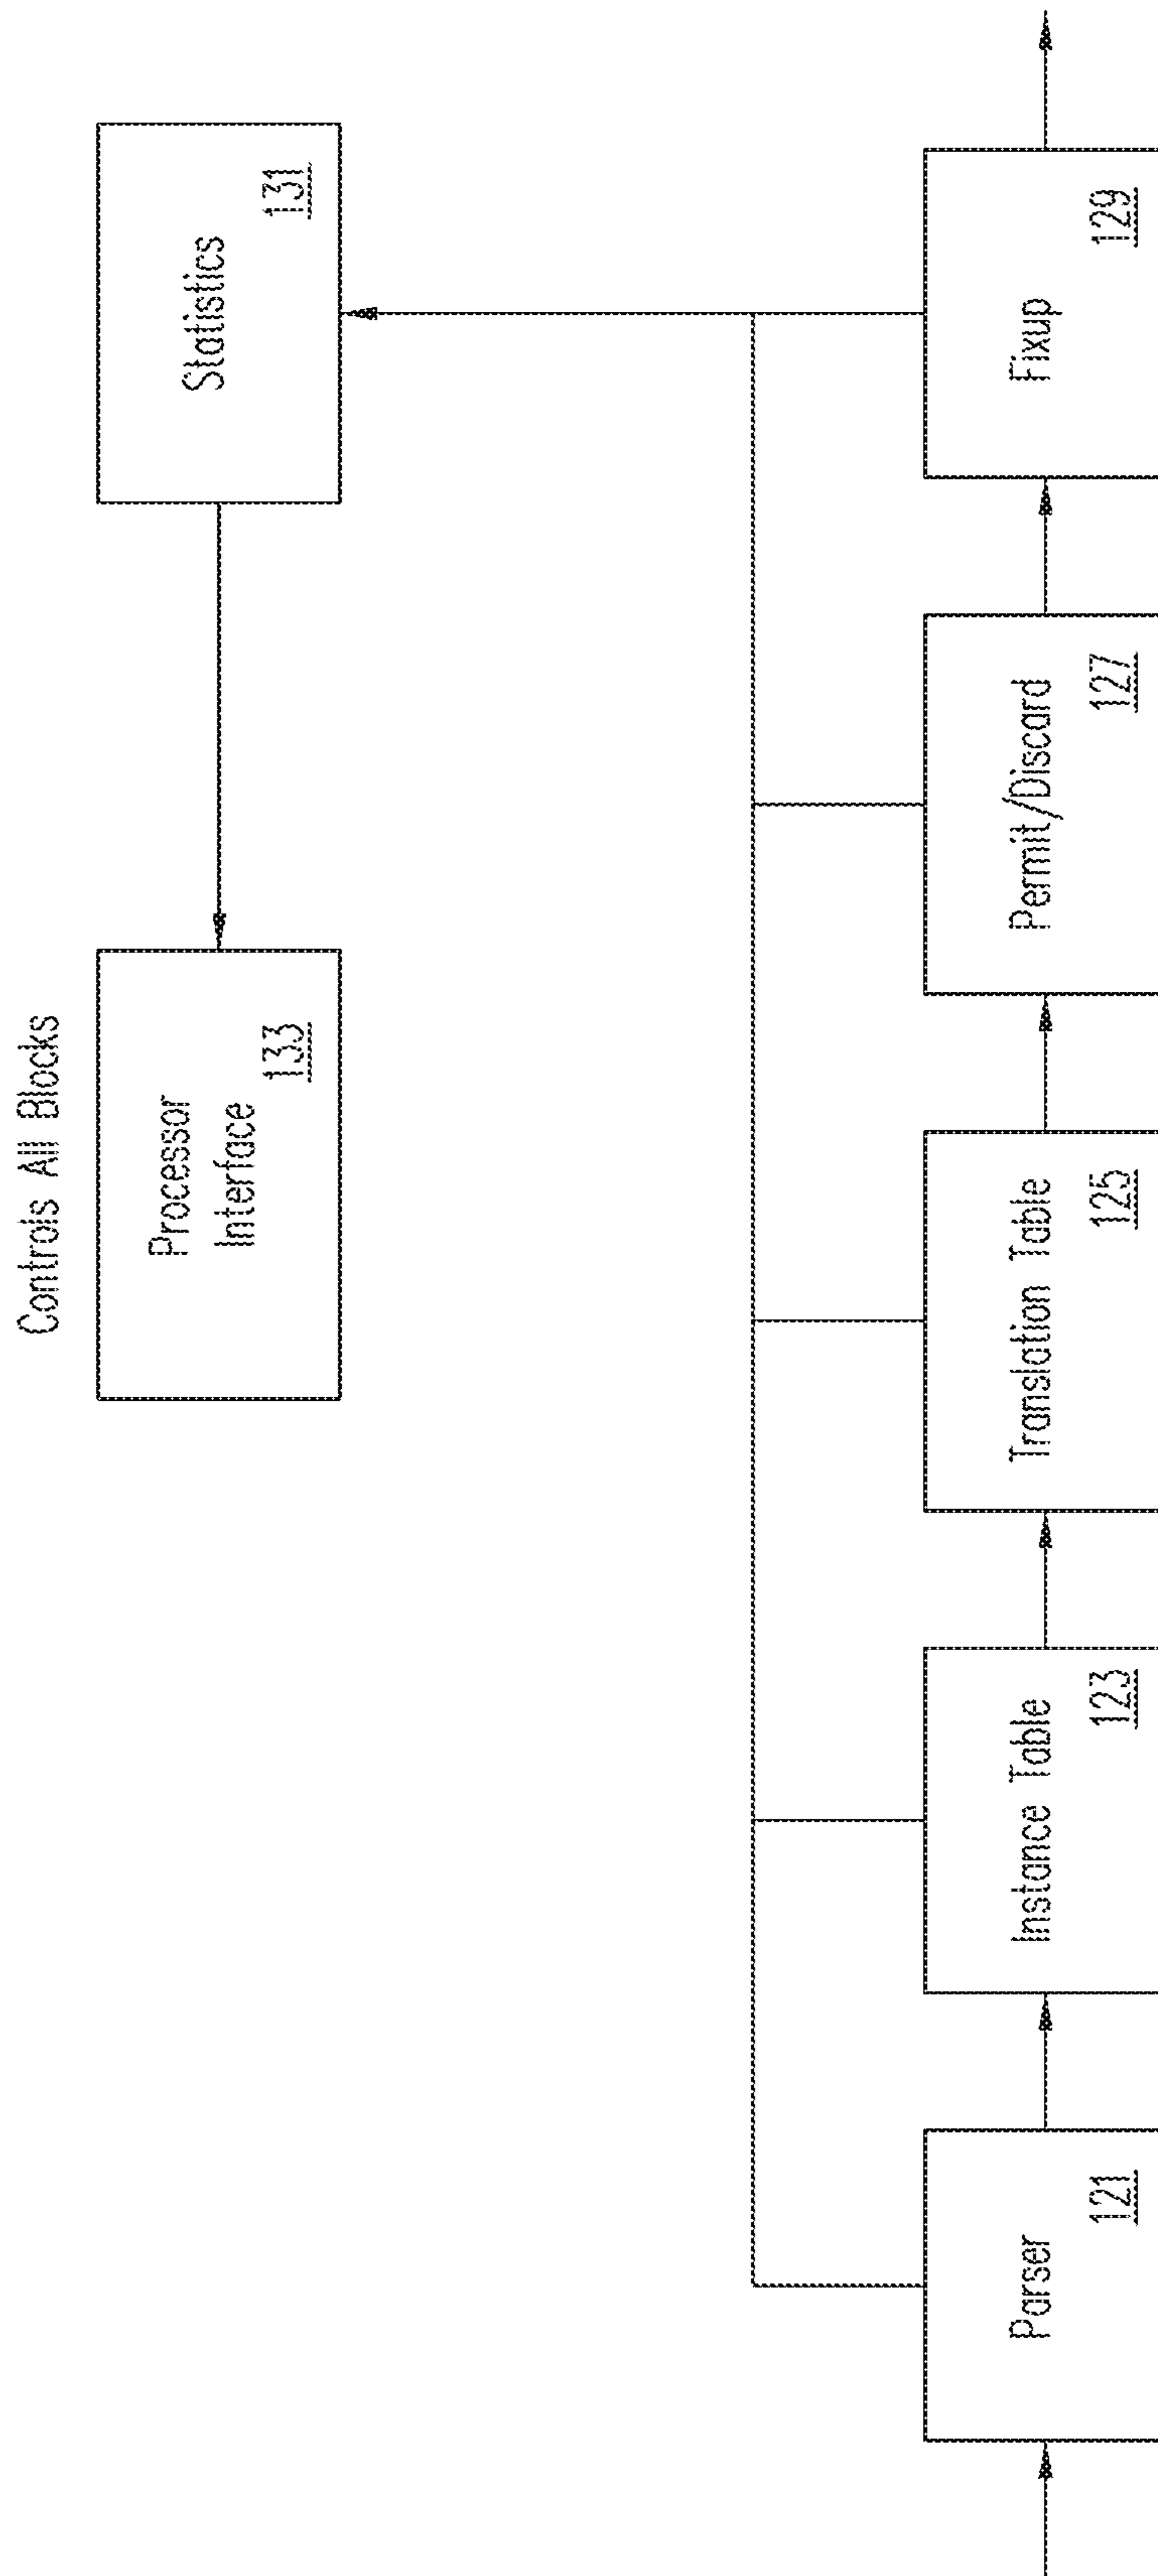 Controls All Blocks
Processor
Interface
133
Statistics
131
Parser
121
Instance Table
123
Translation Table
125
Permit/Discard
127
Fixup
129